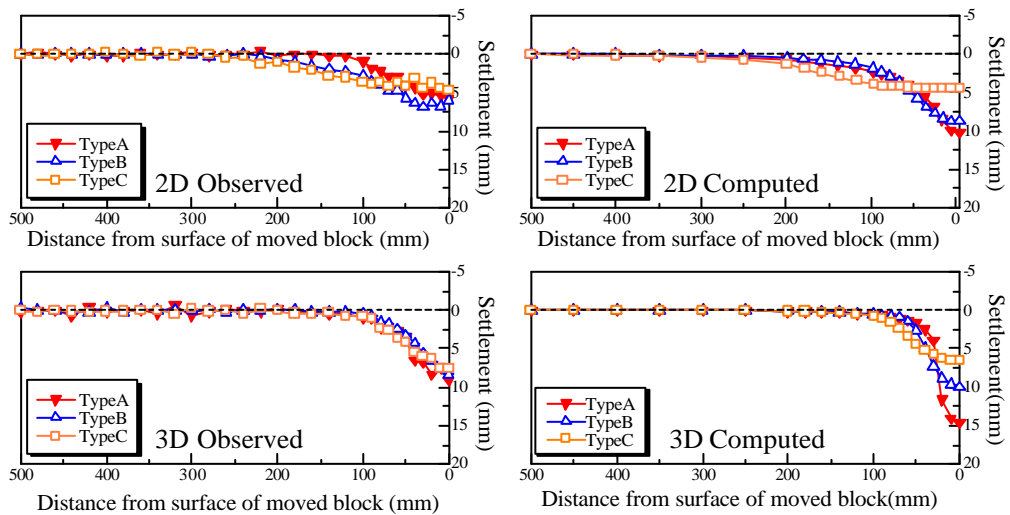 -5
0
5
10
15
20
Settlement (mm)
TypeA
TypeB
TypeC
2D Observed
500 400 300 200 100 0
Distance from surface of moved block (mm)
-5
0
5
10
15
20
Settlement (mm)
TypeA
TypeB
TypeC
2D Computed
500 400 300 200 100 0
Distance from surface of moved block (mm)
-5
0
5
10
15
20
Settlement (mm)
TypeA
TypeB
TypeC
3D Observed
500 400 300 200 100 0
Distance from surface of moved block (mm)
-5
0
5
10
15
20
Settlement(mm)
TypeA
TypeB
TypeC
3D Computed
500 400 300 200 100 0
Distance from surface of moved block(mm)